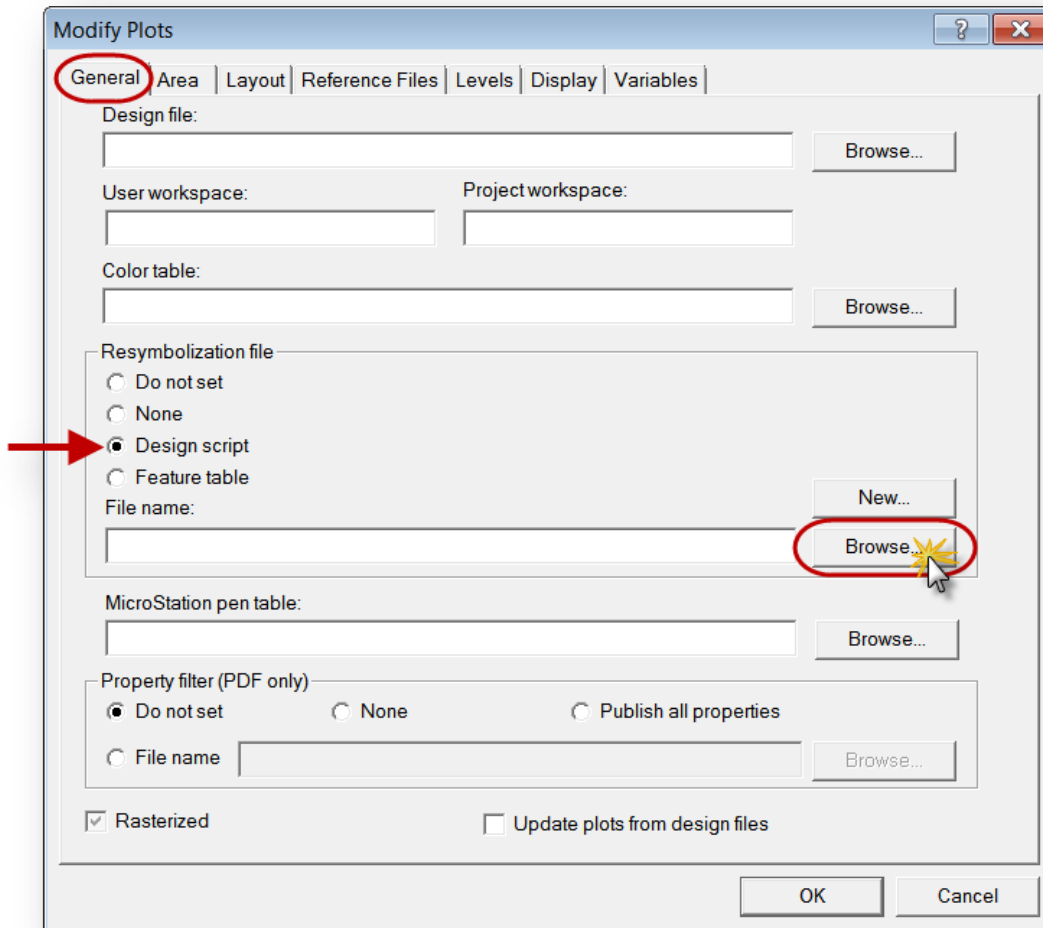 Modify Plots
?
General Area Layout Reference Files Levels Display Variables
Design file:
Browse...
User workspace: Project workspace:
Color table:
Browse...
Resymbolization file
Do not set
None
Design script
Feature table
New...
File name:
Browse...
MicroStation pen table:
Browse...
Property filter (PDF only)
Do not set None Publish all properties
File name Browse...
Rasterized Update plots from design files
OK Cancel